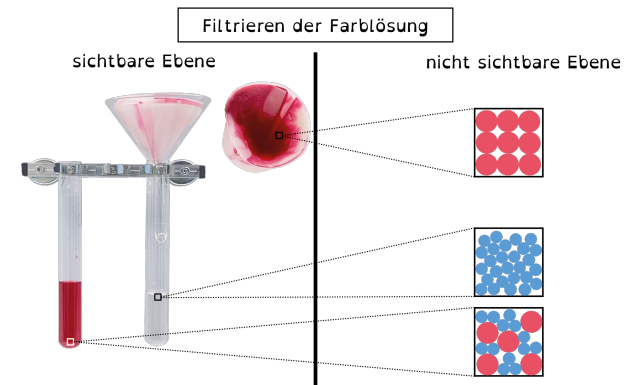 Filtrieren der Farblösung
sichtbare Ebene
nicht sichtbare Ebene